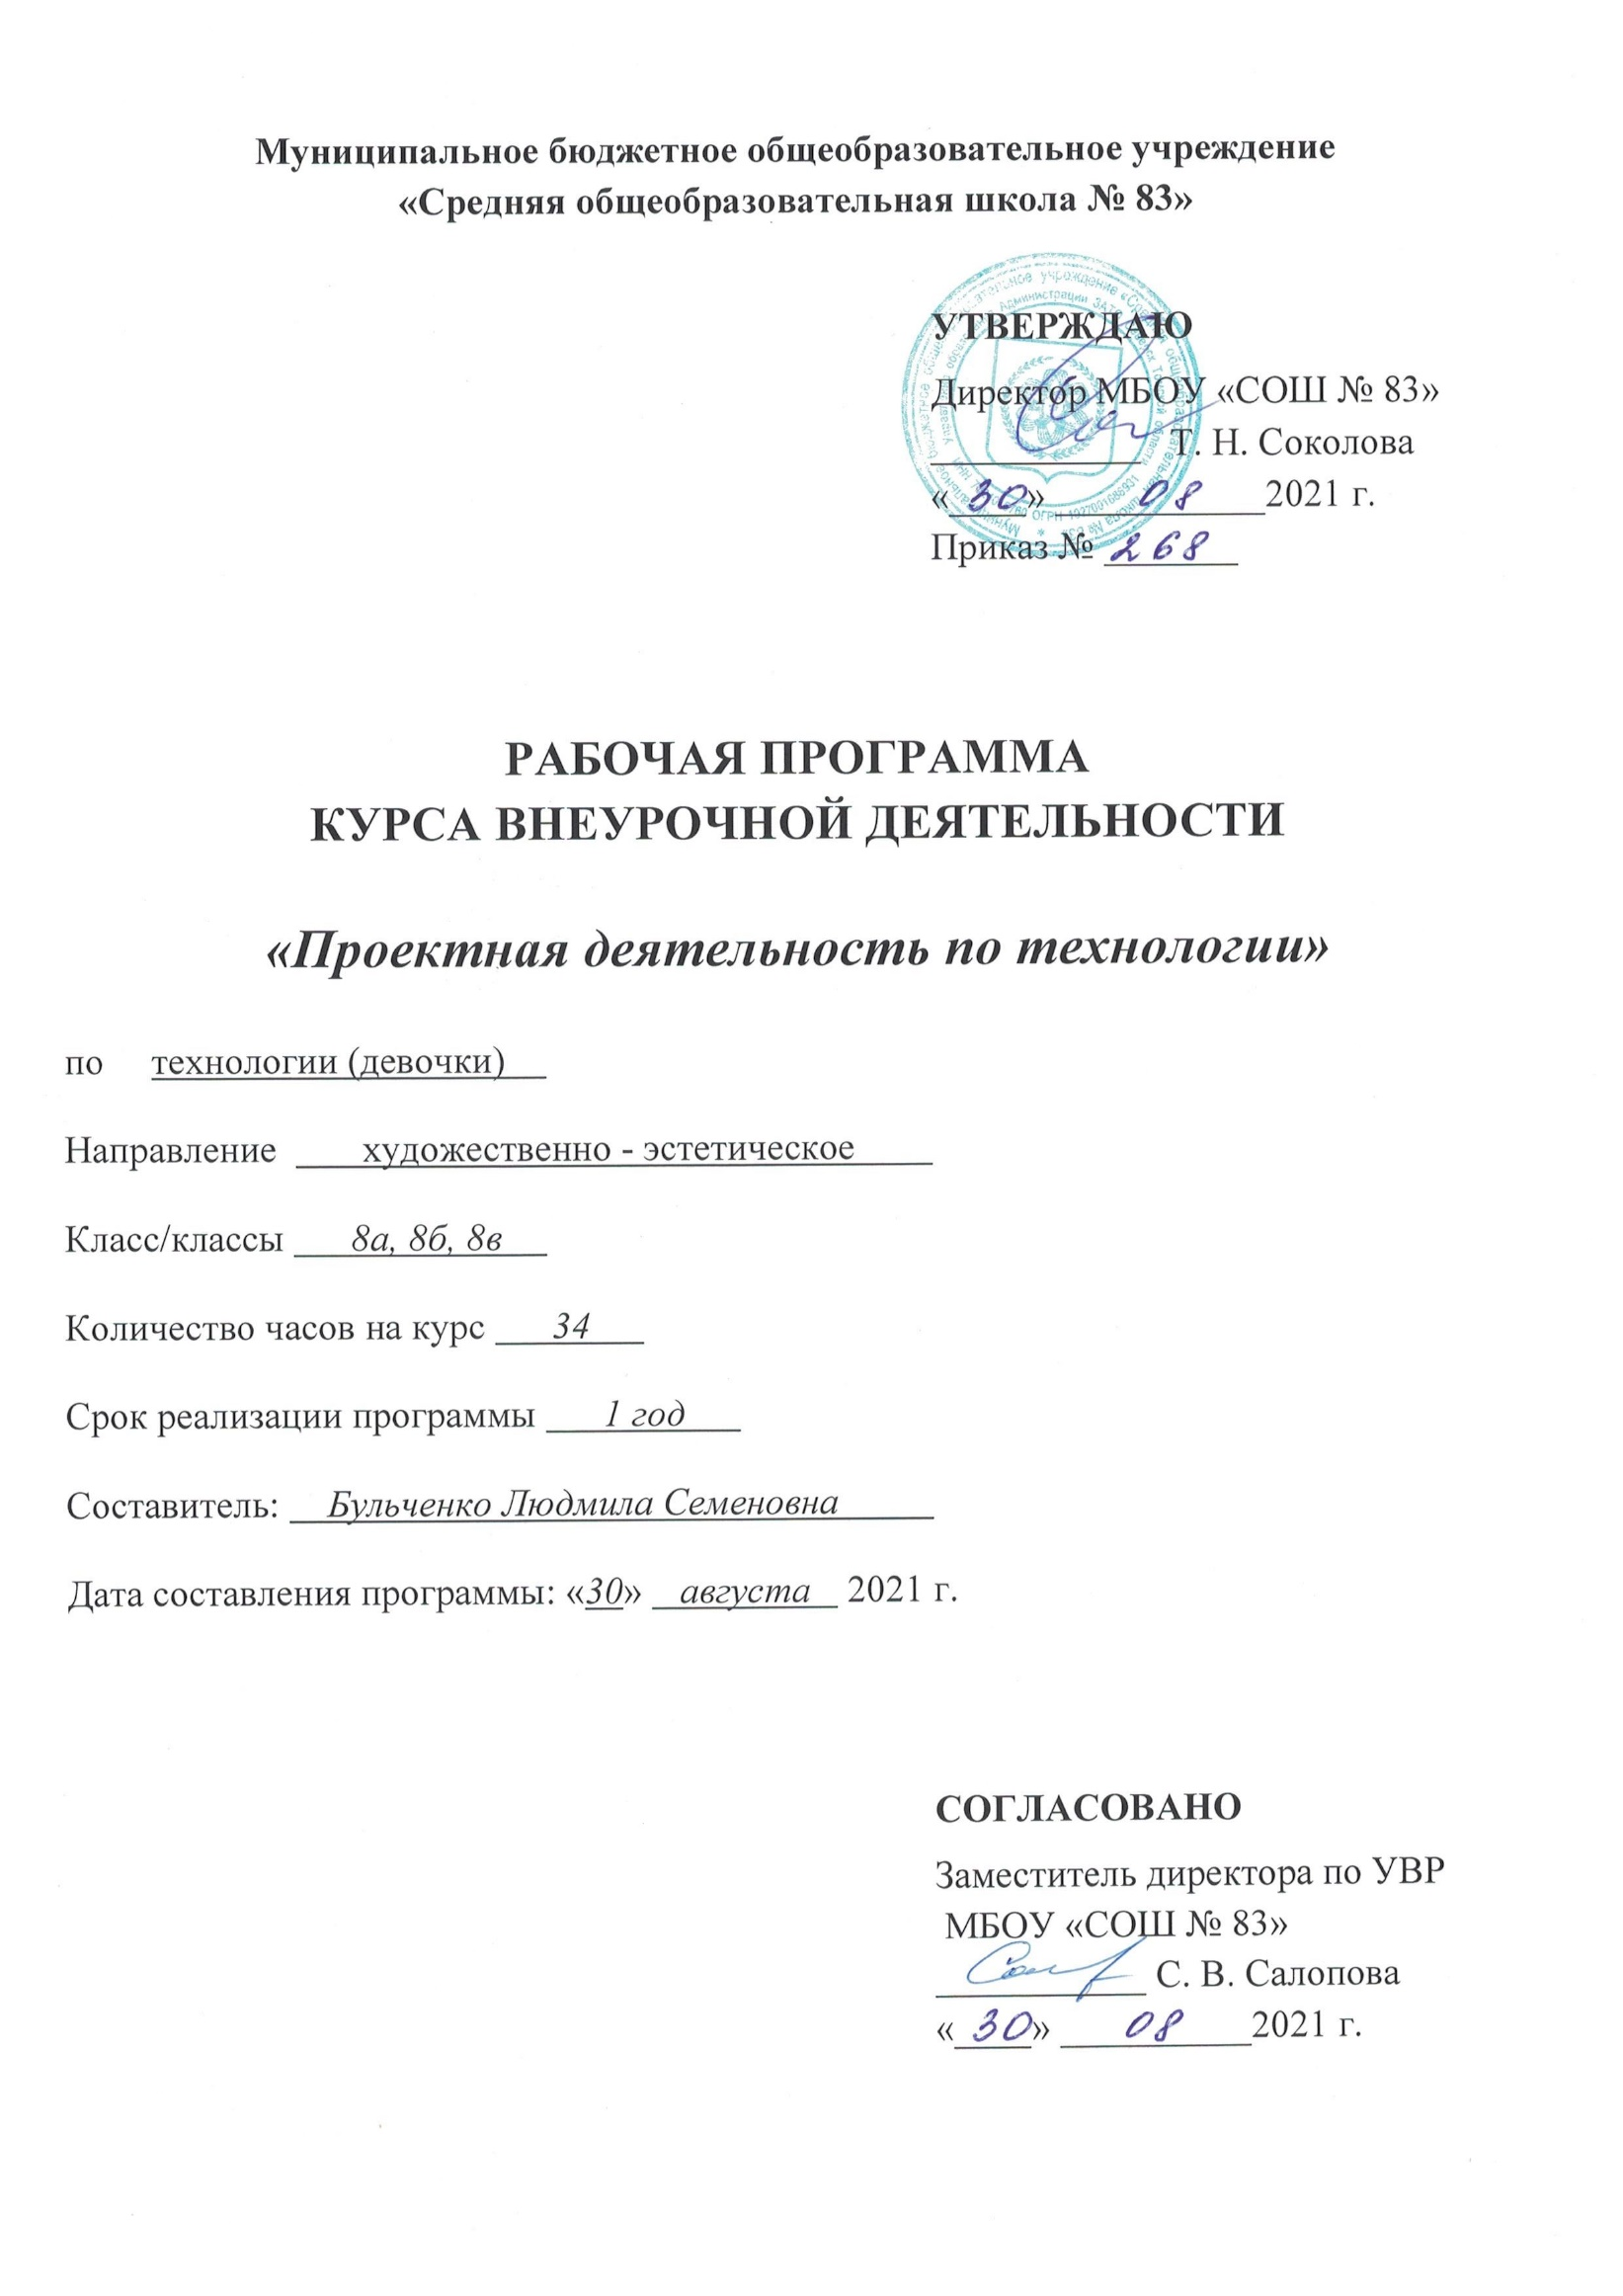 Муниципальное бюджетное общеобразовательное учреждение
«Средняя общеобразовательная школа № 83»
УТВЕРЖДАЮ
Директор МБОУ «СОШ № 83»
Т. Н. Соколова
«30» 08 2021 г.
Приказ № 268
РАБОЧАЯ ПРОГРАММА
КУРСА ВНЕУРОЧНОЙ ДЕЯТЕЛЬНОСТИ
«Проектная деятельность по технологии»
по технологии (девочки)
Направление художественно - эстетическое
Класс/классы 8а, 8б, 8в
Количество часов на курс 34
Срок реализации программы 1 год
Составитель: Бульченко Людмила Семеновна
Дата составления программы: «30» августа 2021 г.
СОГЛАСОВАНО
Заместитель директора по УВР
МБОУ «СОШ № 83»
С. В. Салопова
«30» 08 2021 г.